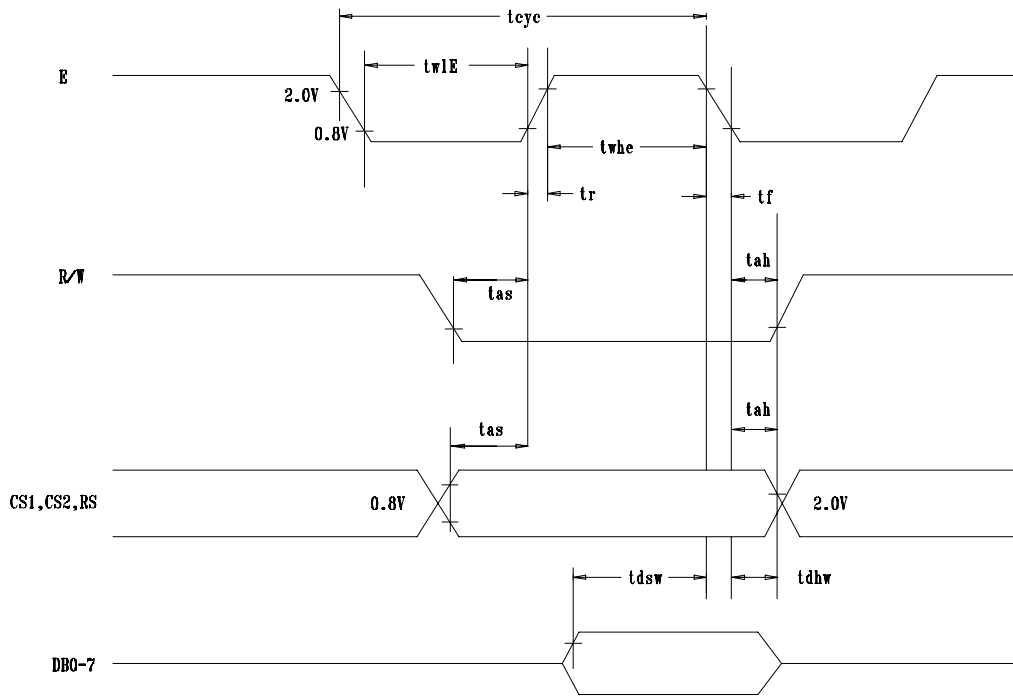 tcyc
E
twlE
2.0V
0.8V
twhe
tr
tf
R/W
tas
tah
tas
tah
CS1,CS2,RS
0.8V
2.0V
tdsw
tdhw
DB0-7